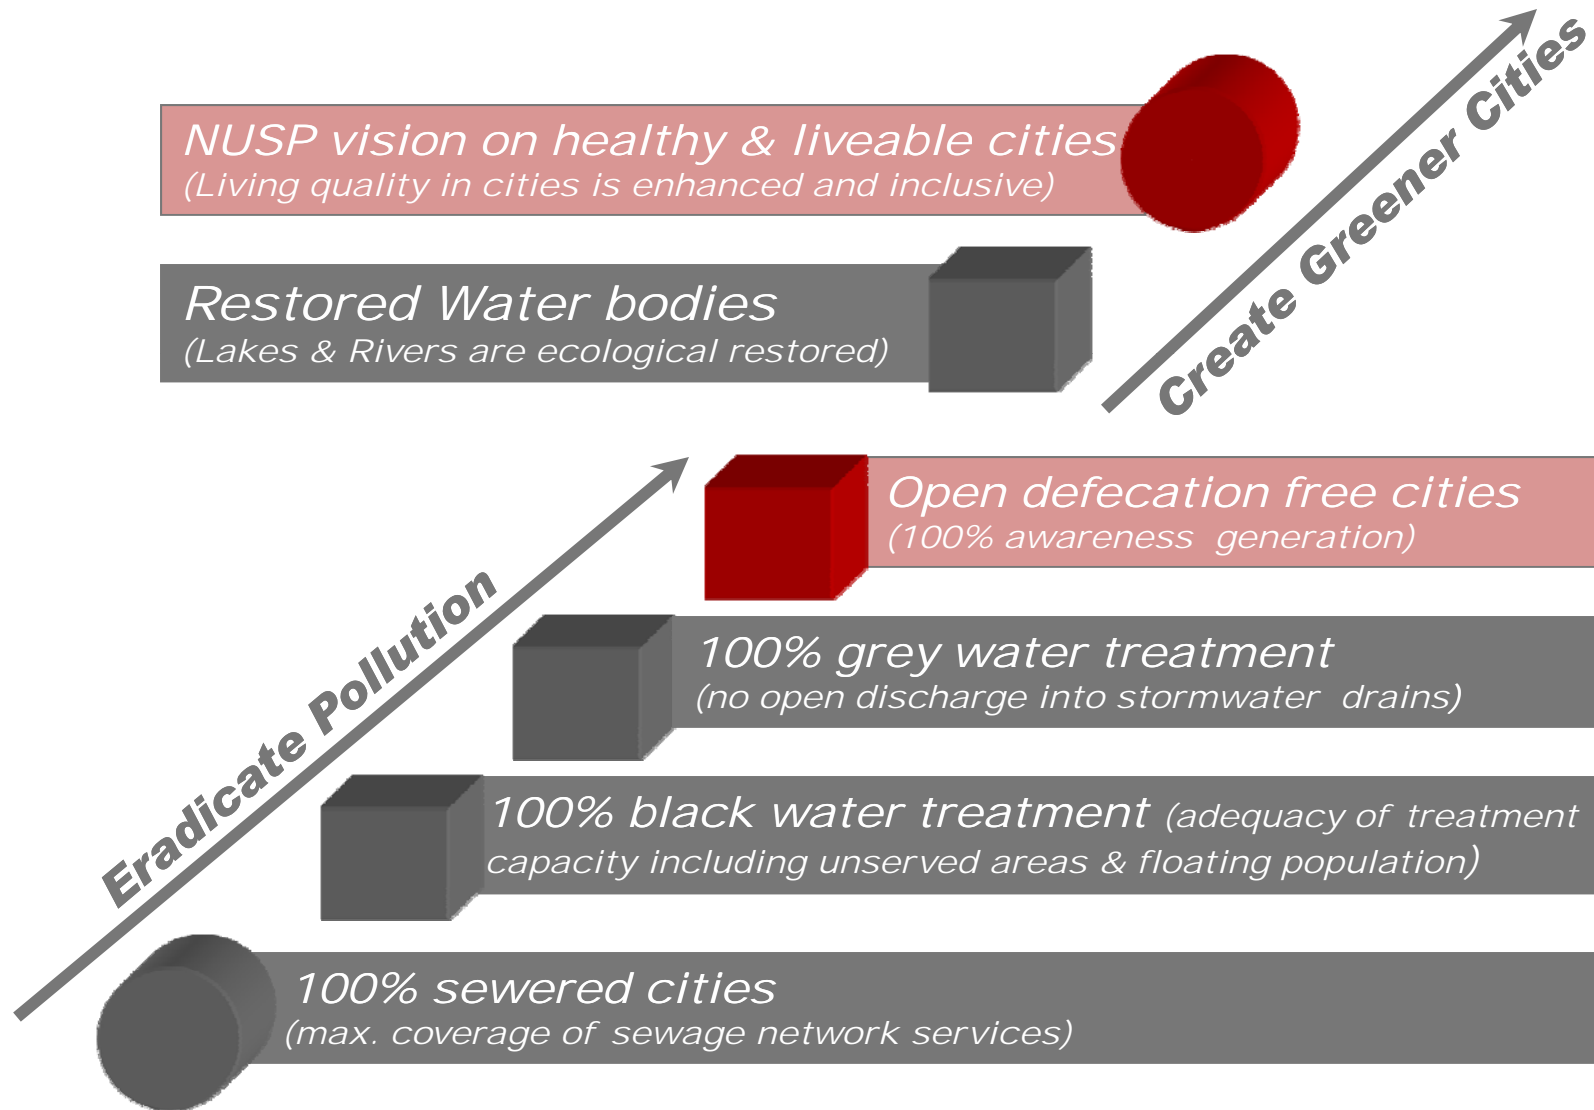 NUSP vision on healthy & liveable cities
(Living quality in cities is enhanced and inclusive)
Create Greener Cities
Restored Water bodies
(Lakes & Rivers are ecological restored)
Open defecation free cities
(100% awareness generation)
Eradicate Pollution
100% grey water treatment
(no open discharge into stormwater drains)
100% black water treatment (adequacy of treatment
capacity including unserved areas & floating population)
100% sewered cities
(max. coverage of sewage network services)